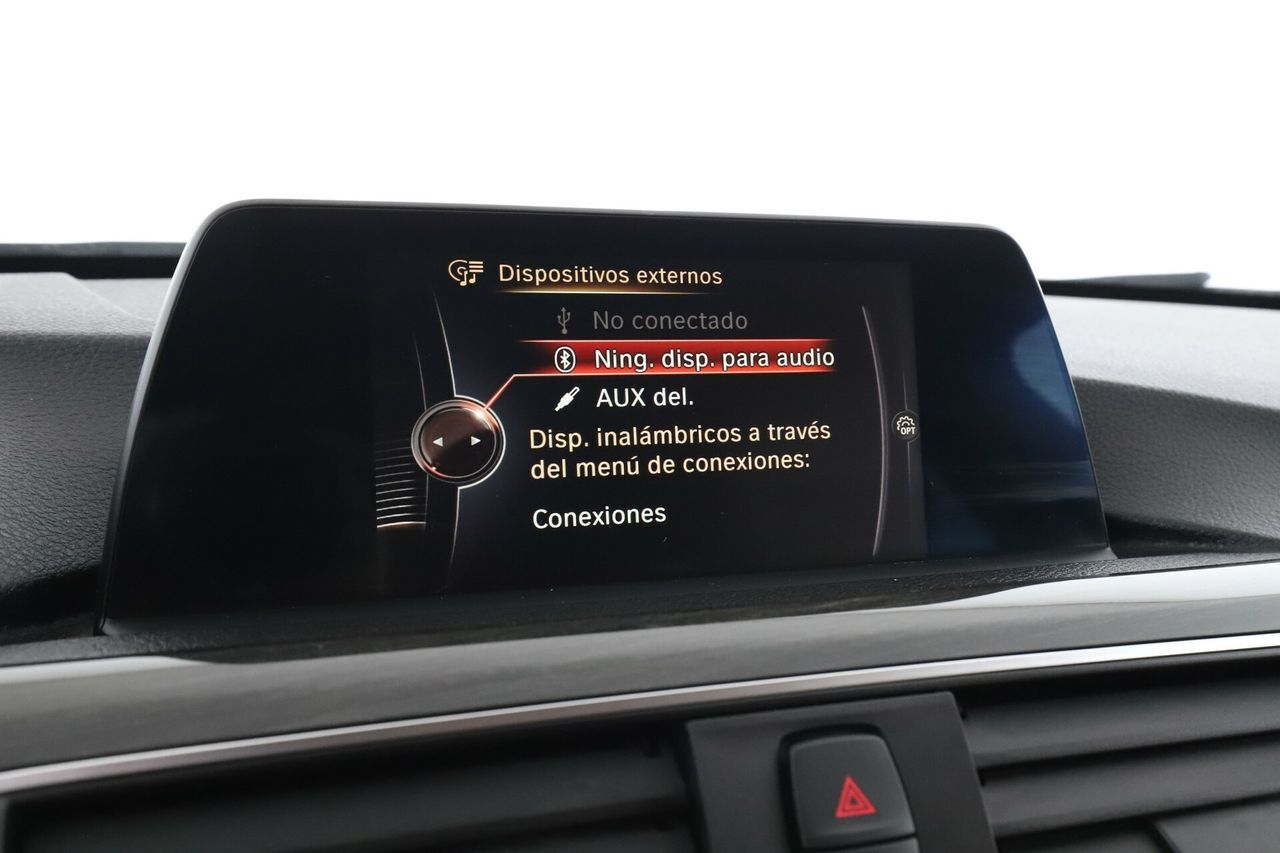 Dispositivos externos
No conectado
Ning. disp. para audio
AUX del.
Disp. inalámbricos a través
del menú de conexiones:
Conexiones
OPT